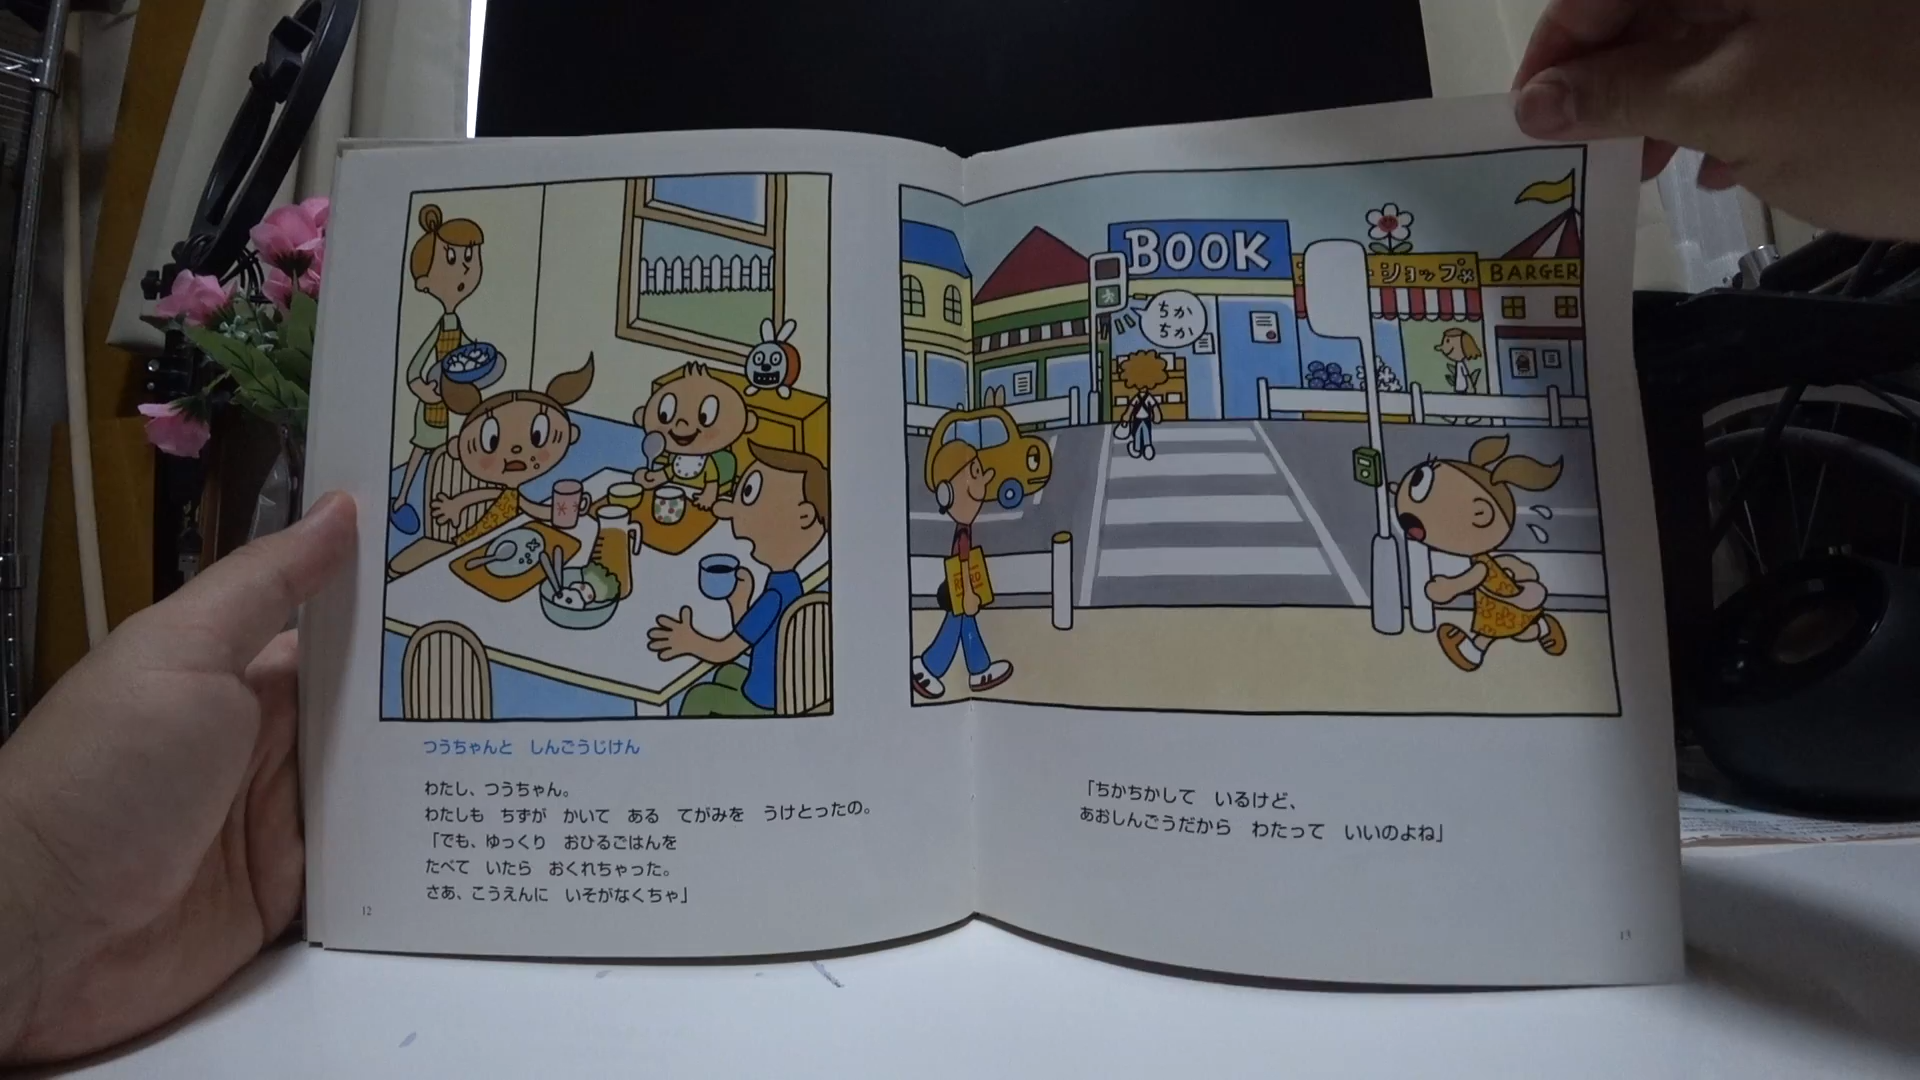 つうちゃんと　しんごうじけん
わたし、つうちゃん。
わたしも　ちずが　かいて　ある　てがみを　うけとったの。
「でも、ゆっくり　おひるごはんを
たべて　いたら　おくれちゃった。
さあ、こうえんに　いそがなくちゃ」
12
BOOK
ーショップ
BARGER
ちか
ちか
「ちかちかして　いるけど、
あおしんごうだから　わたって　いいのよね」
13